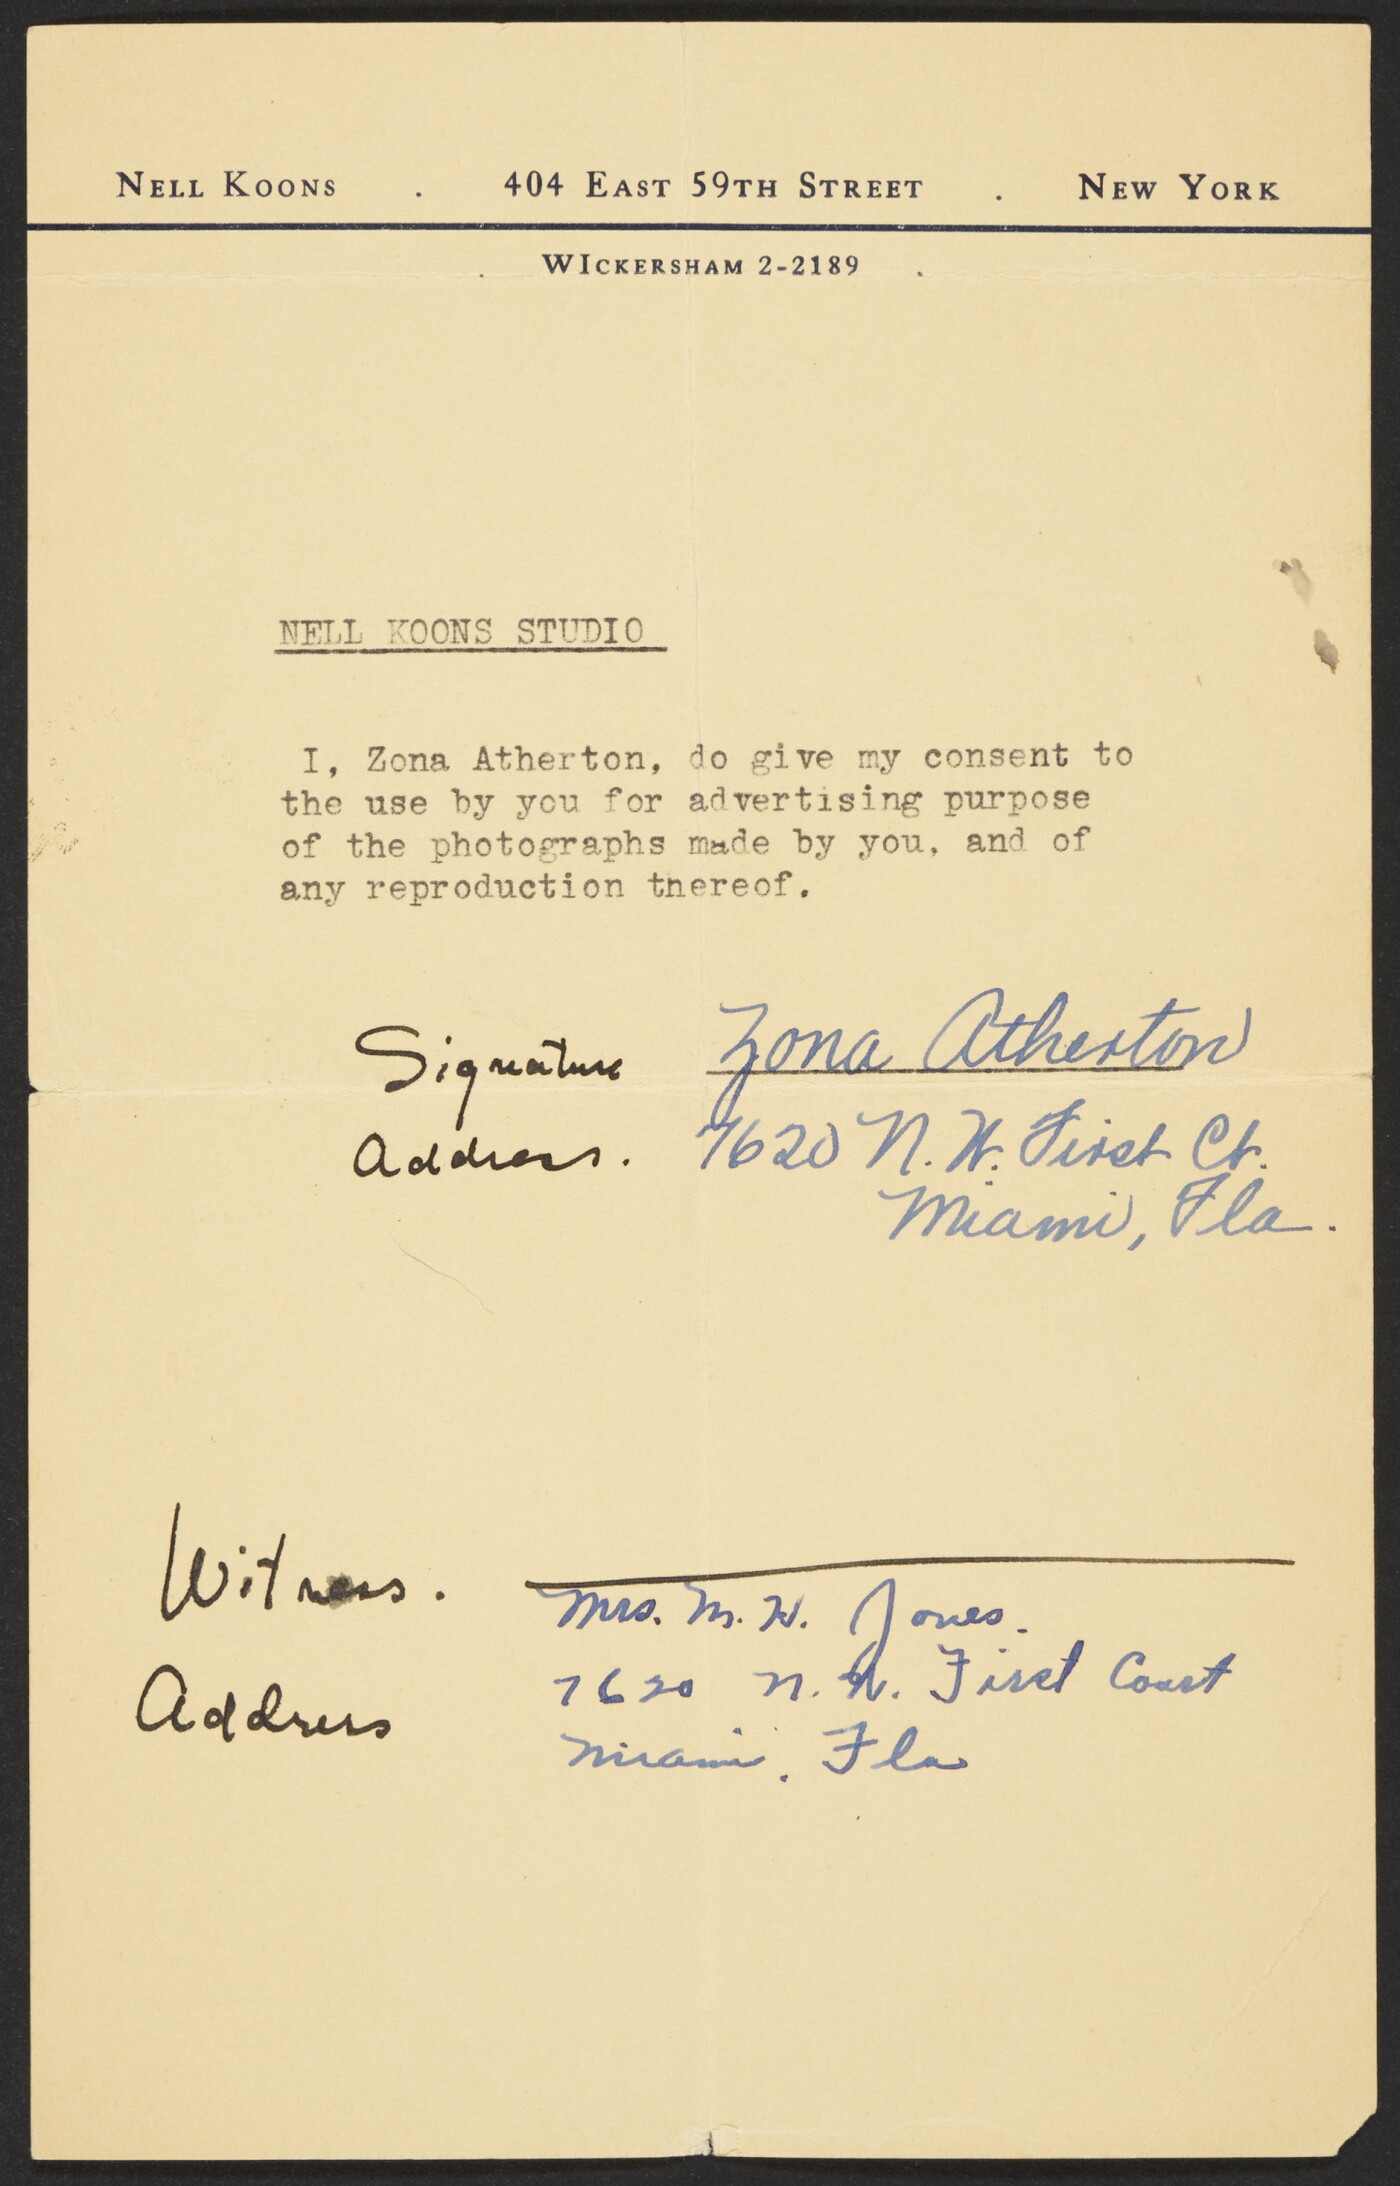 NELL KOONS . 404 EAST 59TH STREET . NEW YORK
. WICKERSHAM 2-2189 .
NELL KOONS STUDIO
I, Zona Atherton, do give my consent to
the use by you for advertising purpose
of the photographs made by you, and of
any reproduction thereof.
Signature Zona Atherton
Address. 7620 N.W. First Ct.
Miami, Fla.
Witness.
Mrs. M. W. Jones.
Address 7620 N.W. First Court
Miami, Fla